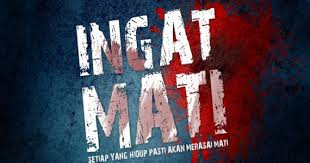 INGAT
MATI
SETIAP YANG HIDUP PASTI AKAN MERASAI MATI